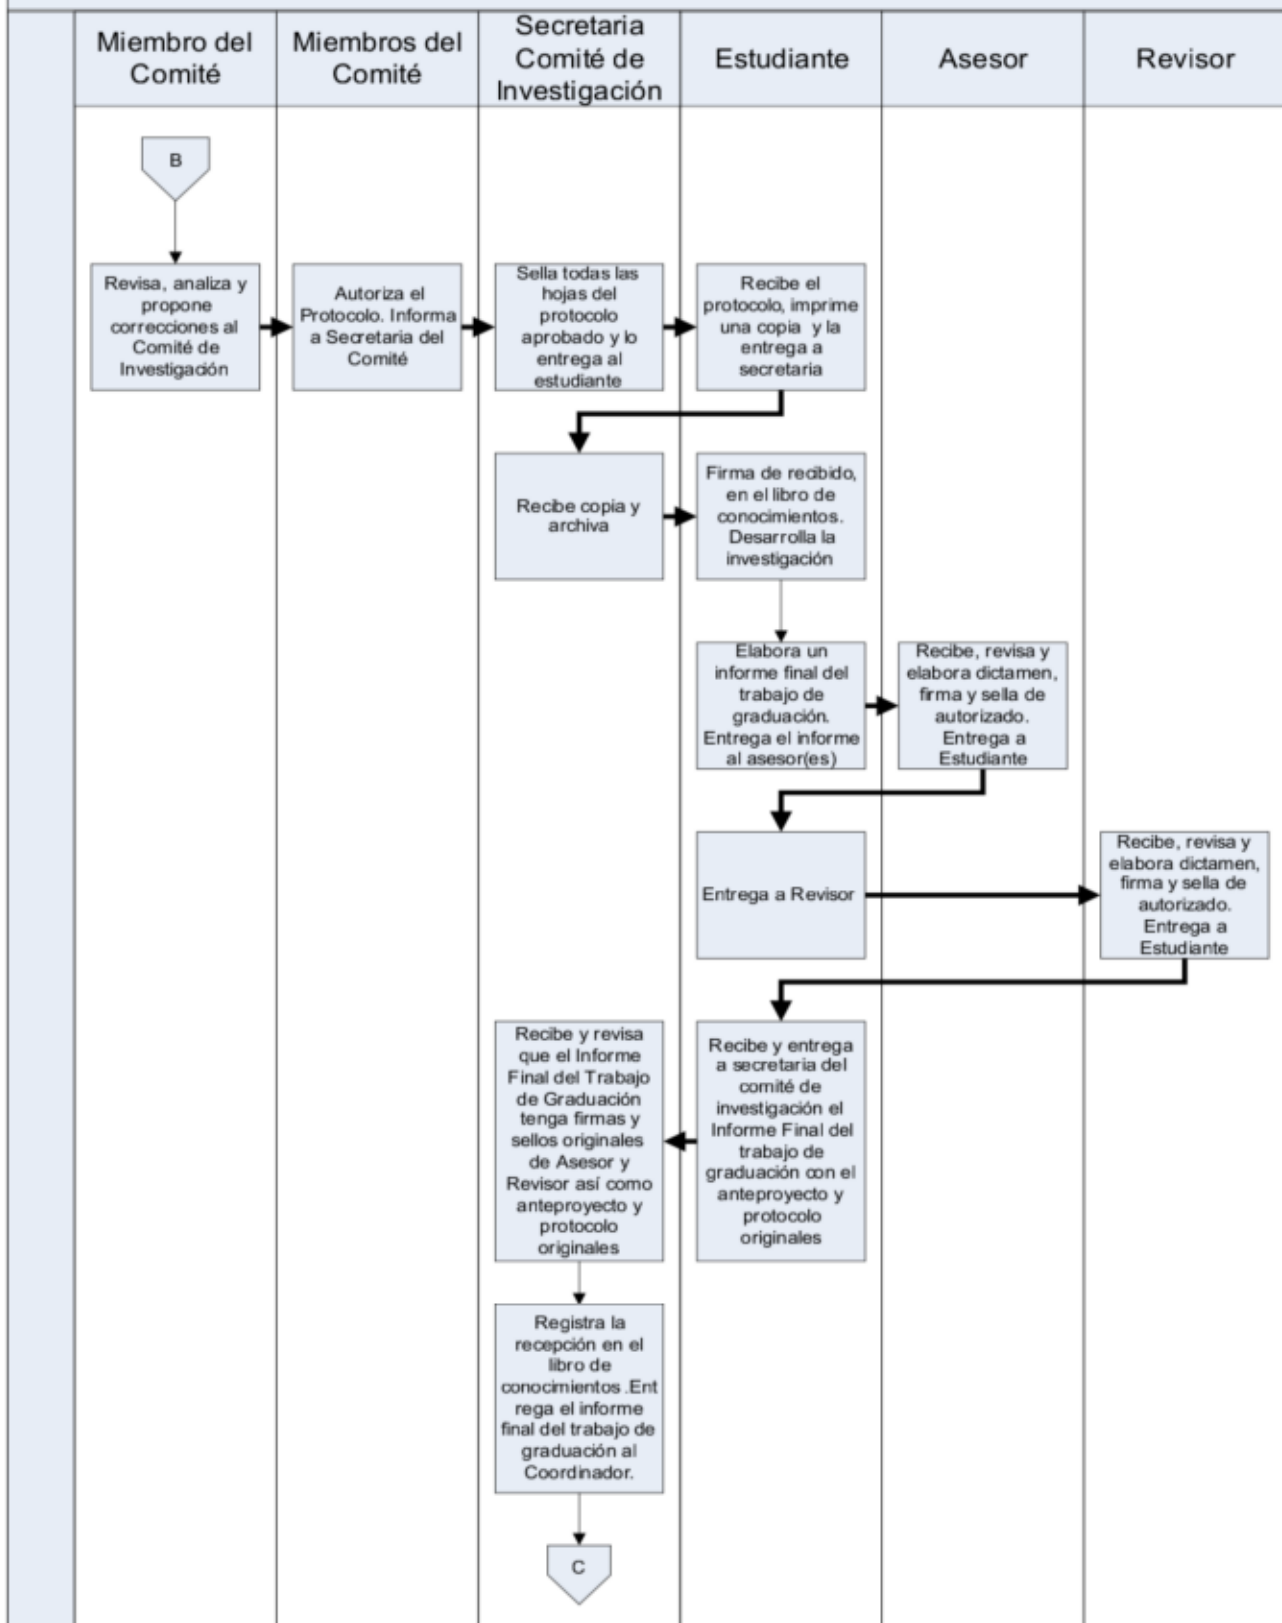 Miembro del
Comité
Miembros del
Comité
Secretaria
Comité de
Investigación
Estudiante
Asesor
Revisor
B
Revisa, analiza y
propone
correcciones al
Comité de
Investigación
Autoriza el
Protocolo. Informa
a Secretaria del
Comité
Sella todas las
hojas del
protocolo
aprobado y lo
entrega al
estudiante
Recibe el
protocolo, imprime
una copia y la
entrega a
secretaria
Recibe copia y
archiva
Firma de recibido,
en el libro de
conocimientos.
Desarrolla la
investigación
Elabora un
informe final del
trabajo de
graduación.
Entrega el informe
al asesor(es)
Recibe, revisa y
elabora dictamen,
firma y sella de
autorizado.
Entrega a
Estudiante
Entrega a Revisor
Recibe, revisa y
elabora dictamen,
firma y sella de
autorizado.
Entrega a
Estudiante
Recibe y entrega
a secretaria del
comité de
investigación el
Informe Final del
trabajo de
graduación con el
anteproyecto y
protocolo
originales
Recibe y revisa
que el Informe
Final del Trabajo
de Graduación
tenga firmas y
sellos originales
de Asesor y
Revisor así como
anteproyecto y
protocolo
originales
Registra la
recepción en el
libro de
conocimientos .Ent
rega el informe
final del trabajo de
graduación al
Coordinador.
C